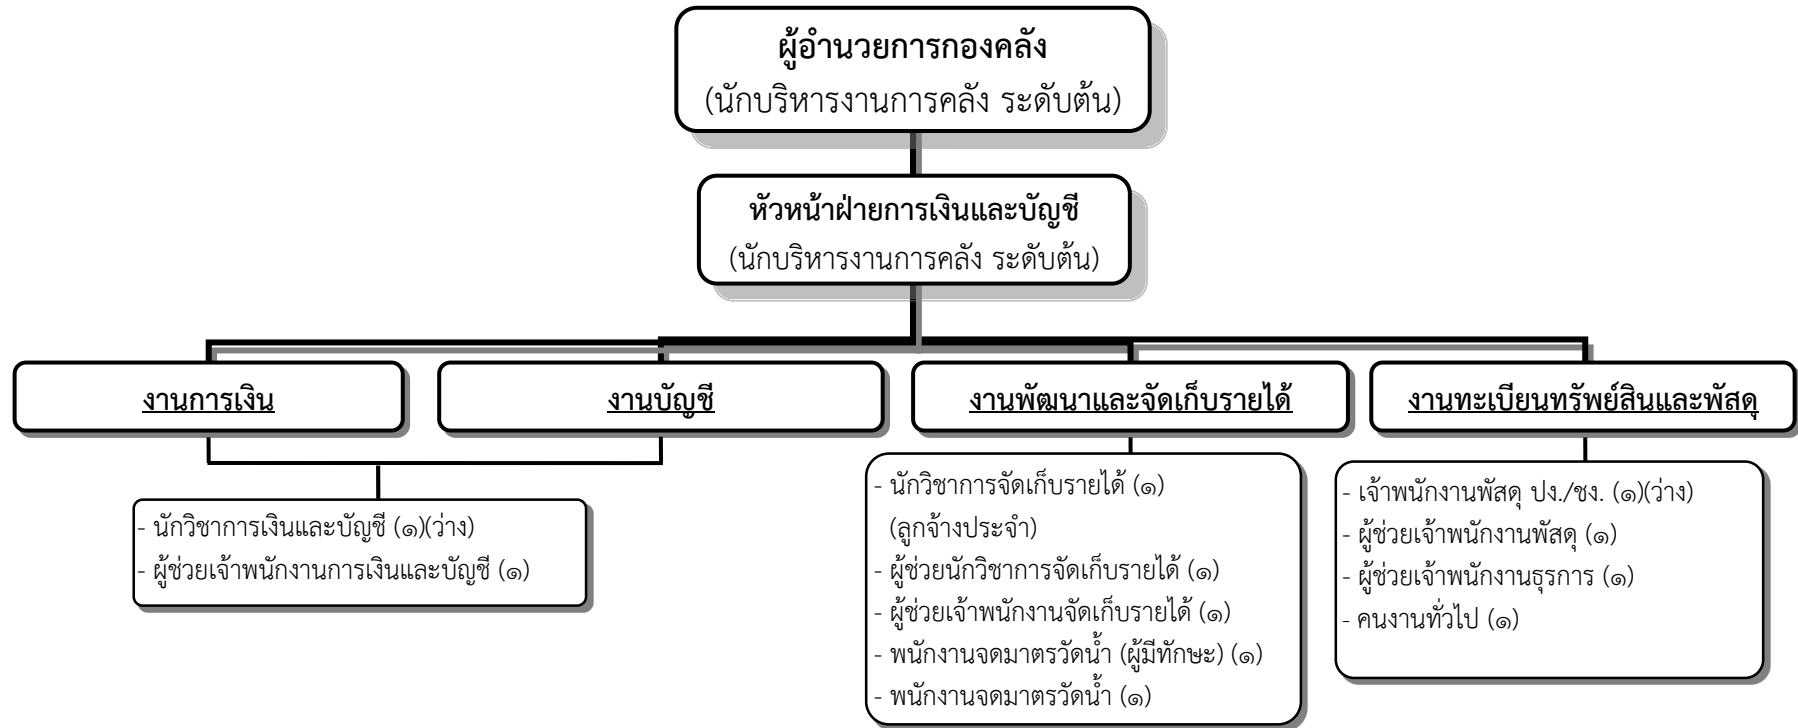 ผู้อำนวยการกองคลัง
(นักบริหารงานการคลัง ระดับต้น)
หัวหน้าฝ่ายการเงินและบัญชี
(นักบริหารงานการคลัง ระดับต้น)
งานการเงิน
งานบัญชี
งานพัฒนาและจัดเก็บรายได้
งานทะเบียนทรัพย์สินและพัสดุ
- นักวิชาการเงินและบัญชี (๑)(ว่าง)
- ผู้ช่วยเจ้าพนักงานการเงินและบัญชี (๑)
- นักวิชาการจัดเก็บรายได้ (๑)
(ลูกจ้างประจำ)
- ผู้ช่วยนักวิชาการจัดเก็บรายได้ (๑)
- ผู้ช่วยเจ้าพนักงานจัดเก็บรายได้ (๑)
- พนักงานจดมาตรวัดน้ำ (ผู้มีทักษะ) (๑)
- พนักงานจดมาตรวัดน้ำ (๑)
- เจ้าพนักงานพัสดุ ปง./ชง. (๑)(ว่าง)
- ผู้ช่วยเจ้าพนักงานพัสดุ (๑)
- ผู้ช่วยเจ้าพนักงานธุรการ (๑)
- คนงานทั่วไป (๑)